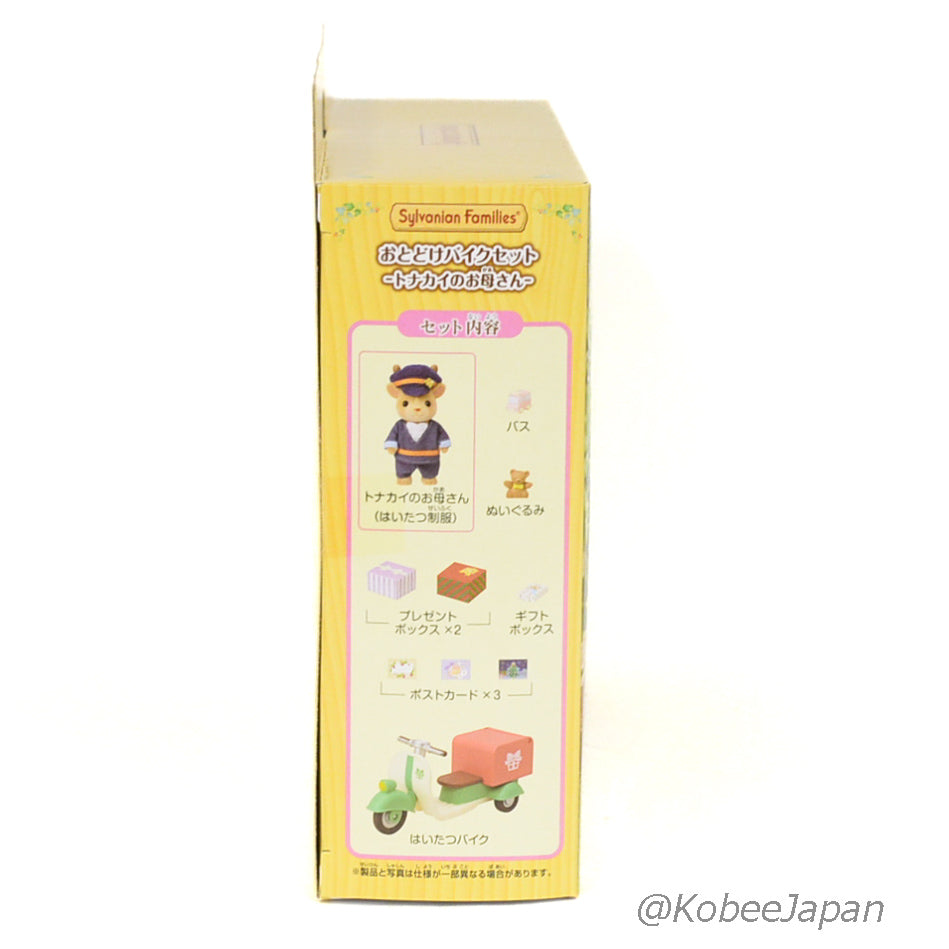 Sylvanian Families®
おとどけバイクセット
-トナカイのお母さん-
セット内容
バス
トナカイのお母さん
(はいたつ制服)
ぬいぐるみ
プレゼント
ボックス×2
ギフト
ボックス
ポストカード×3
はいたつバイク
※製品と写真は仕様が一部異なる場合があります。
@KobeeJapan